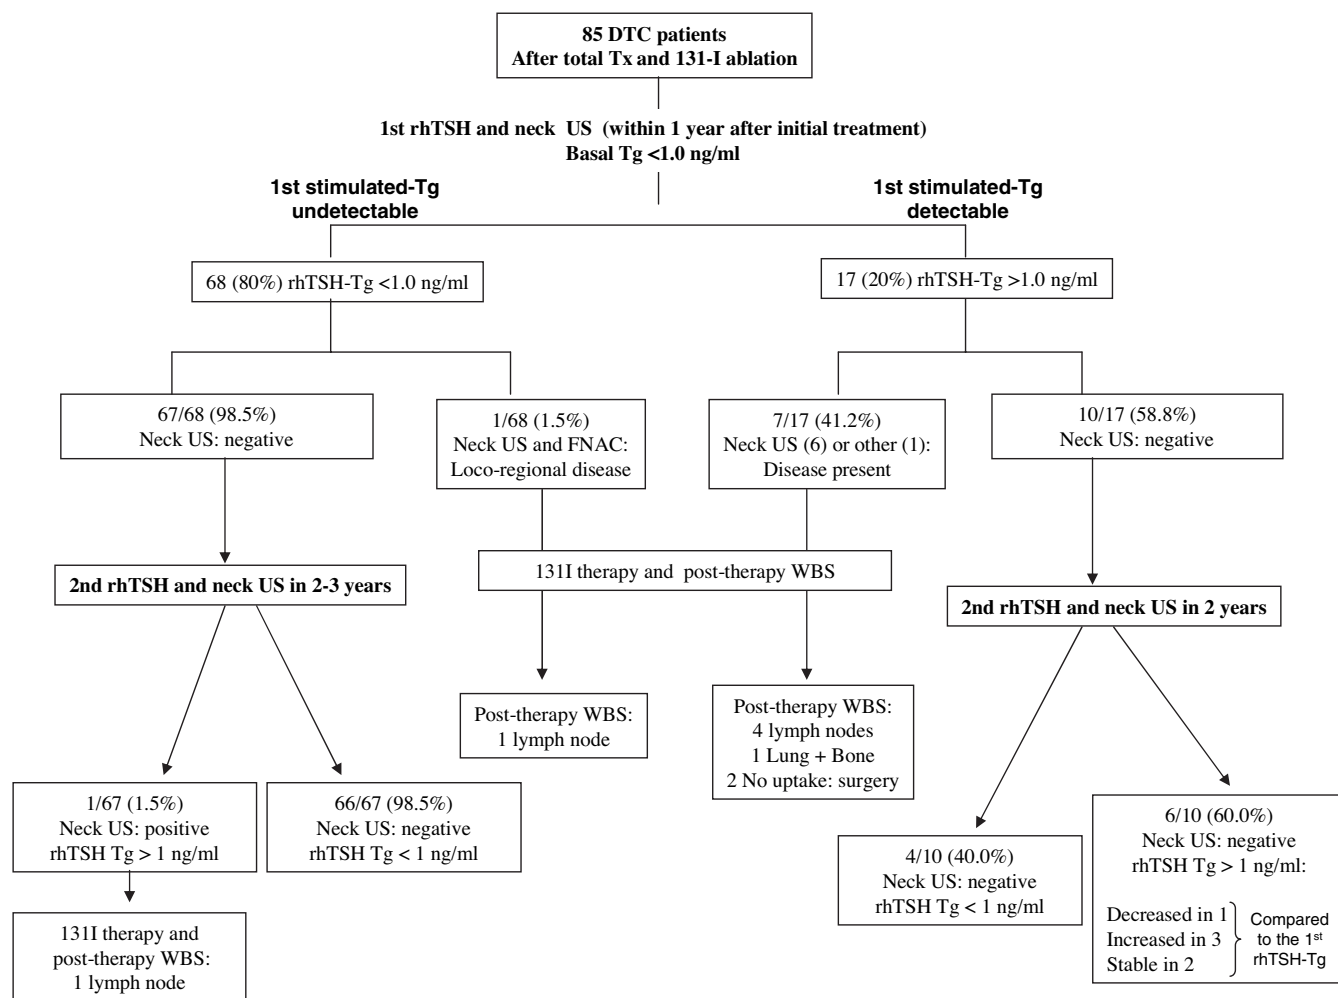 85 DTC patients
After total Tx and 131-I ablation
1st rhTSH and neck US (within 1 year after initial treatment)
Basal Tg <1.0 ng/ml
1st stimulated-Tg
undetectable
1st stimulated-Tg
detectable
68 (80%) rhTSH-Tg <1.0 ng/ml
17 (20%) rhTSH-Tg >1.0 ng/ml
67/68 (98.5%)
Neck US: negative
1/68 (1.5%)
Neck US and FNAC:
Loco-regional disease
7/17 (41.2%)
Neck US (6) or other (1):
Disease present
10/17 (58.8%)
Neck US: negative
131I therapy and post-therapy WBS
2nd rhTSH and neck US in 2-3 years
2nd rhTSH and neck US in 2 years
Post-therapy WBS:
1 lymph node
Post-therapy WBS:
4 lymph nodes
1 Lung + Bone
2 No uptake: surgery
1/67 (1.5%)
Neck US: positive
rhTSH Tg > 1 ng/ml
66/67 (98.5%)
Neck US: negative
rhTSH Tg < 1 ng/ml
4/10 (40.0%)
Neck US: negative
rhTSH Tg < 1 ng/ml
6/10 (60.0%)
Neck US: negative
rhTSH Tg > 1 ng/ml:
Decreased in 1
Increased in 3
Stable in 2
Compared
to the 1st
rhTSH-Tg
131I therapy and
post-therapy WBS:
1 lymph node